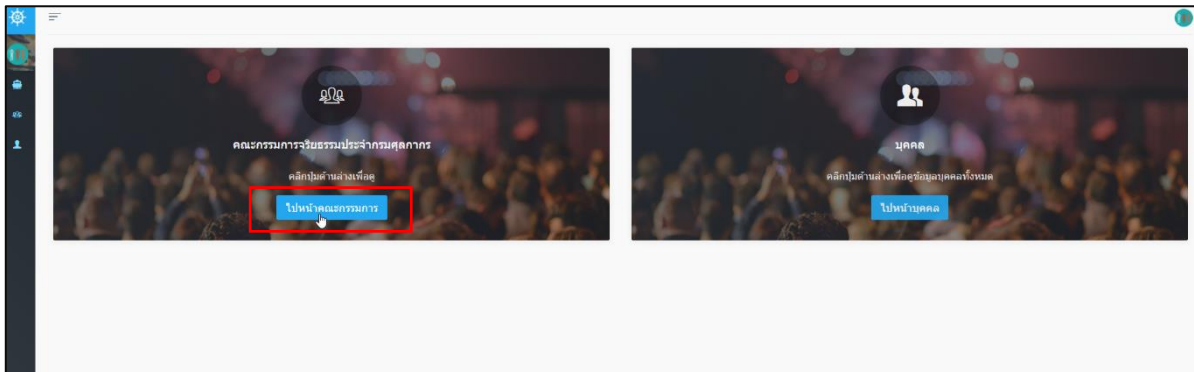 คณะกรรมการจริยธรรมประจำกรมศุลกากร
คลิกปุ่มด้านล่างเพื่อดู
ไปหน้าคณะกรรมการ
บุคคล
คลิกปุ่มด้านล่างเพื่อดูข้อมูลบุคคลทั้งหมด
ไปหน้าบุคคล